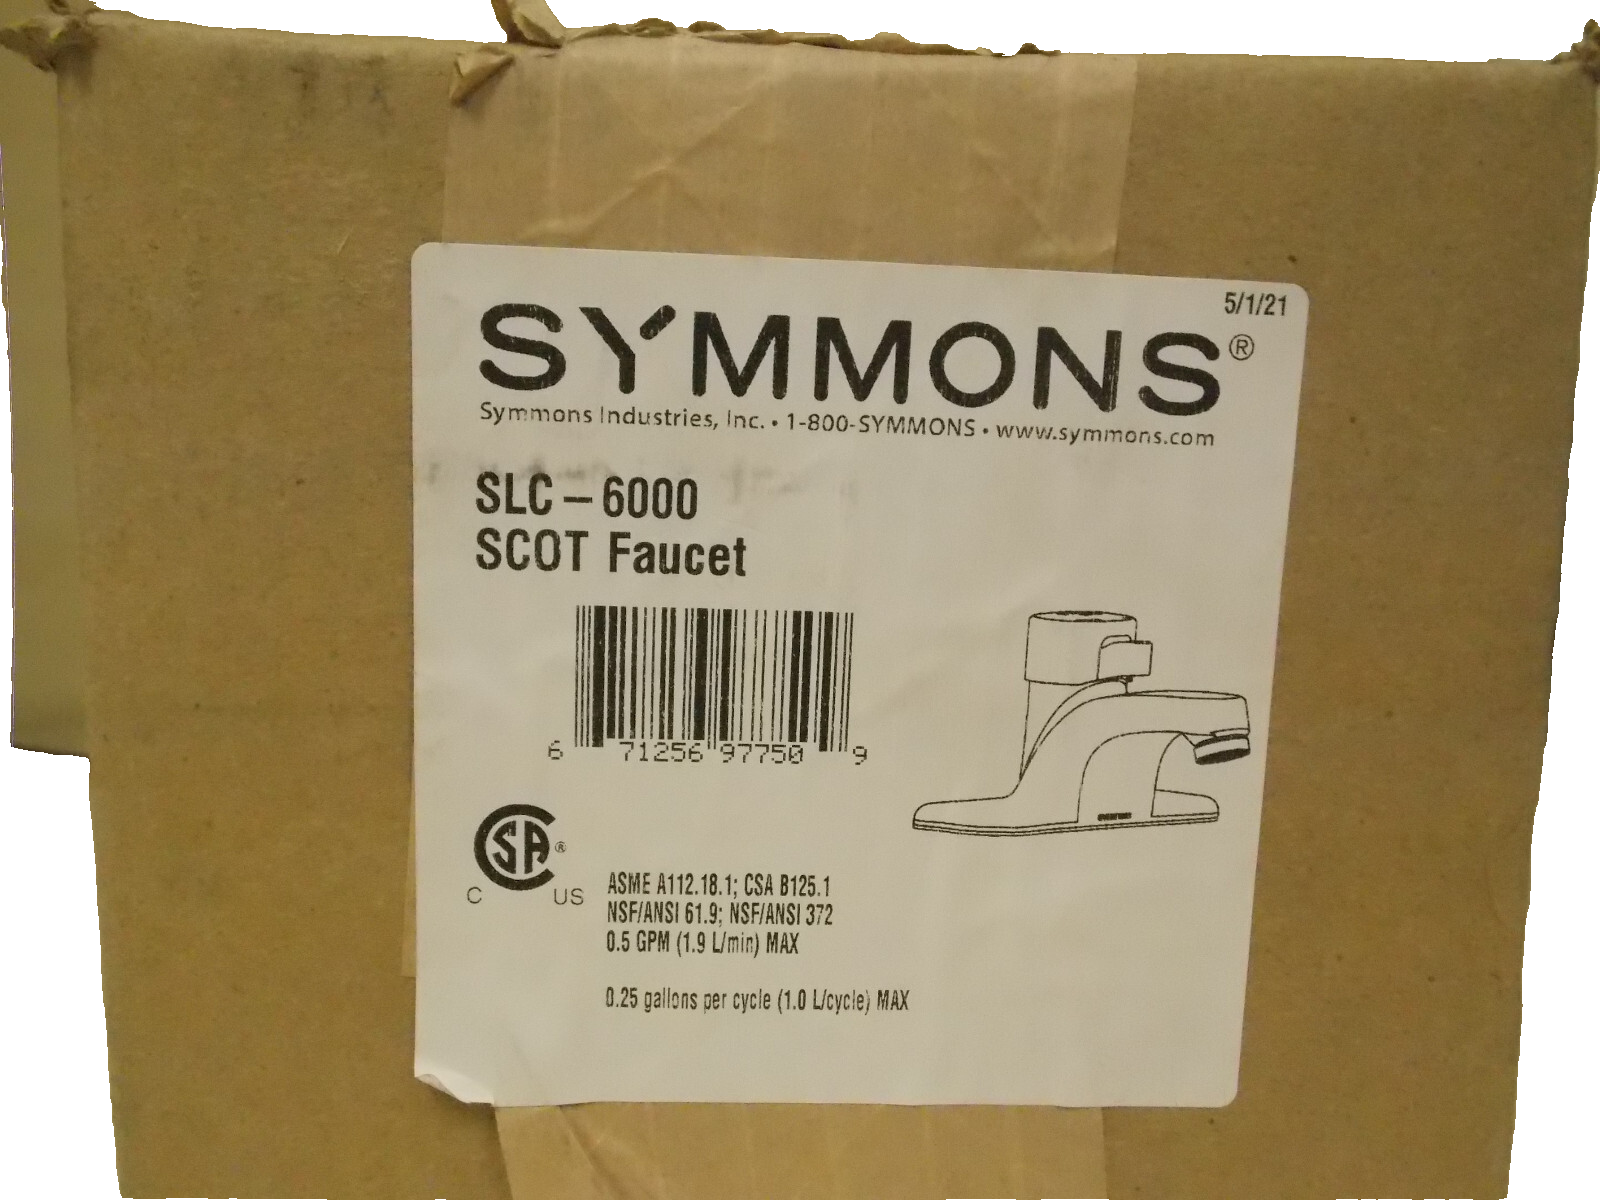 5/1/21
SYMMONS®
Symmons Industries, Inc. • 1-800-SYMMONS • www.symmons.com
SLC – 6000
SCOT Faucet
6 71256 97750 9
CSA®
C US
ASME A112.18.1; CSA B125.1
NSF/ANSI 61.9; NSF/ANSI 372
0.5 GPM (1.9 L/min) MAX
0.25 gallons per cycle (1.0 L/cycle) MAX